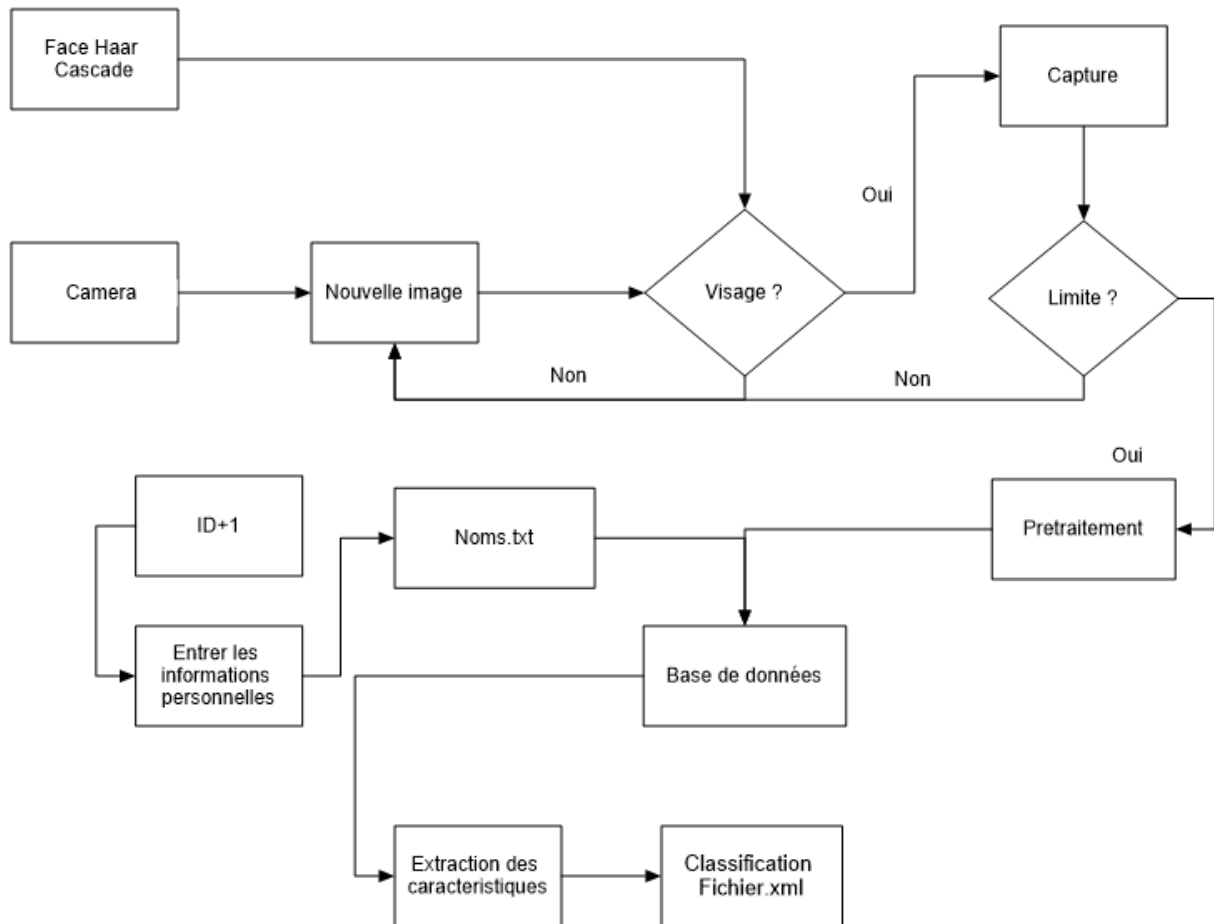 Face Haar
Cascade
Capture
Oui
Camera
Nouvelle image
Visage ?
Limite ?
Non
Non
Oui
ID+1
Noms.txt
Pretraitement
Entrer les
informations
personnelles
Base de données
Extraction des
caracteristiques
Classification
Fichier.xml